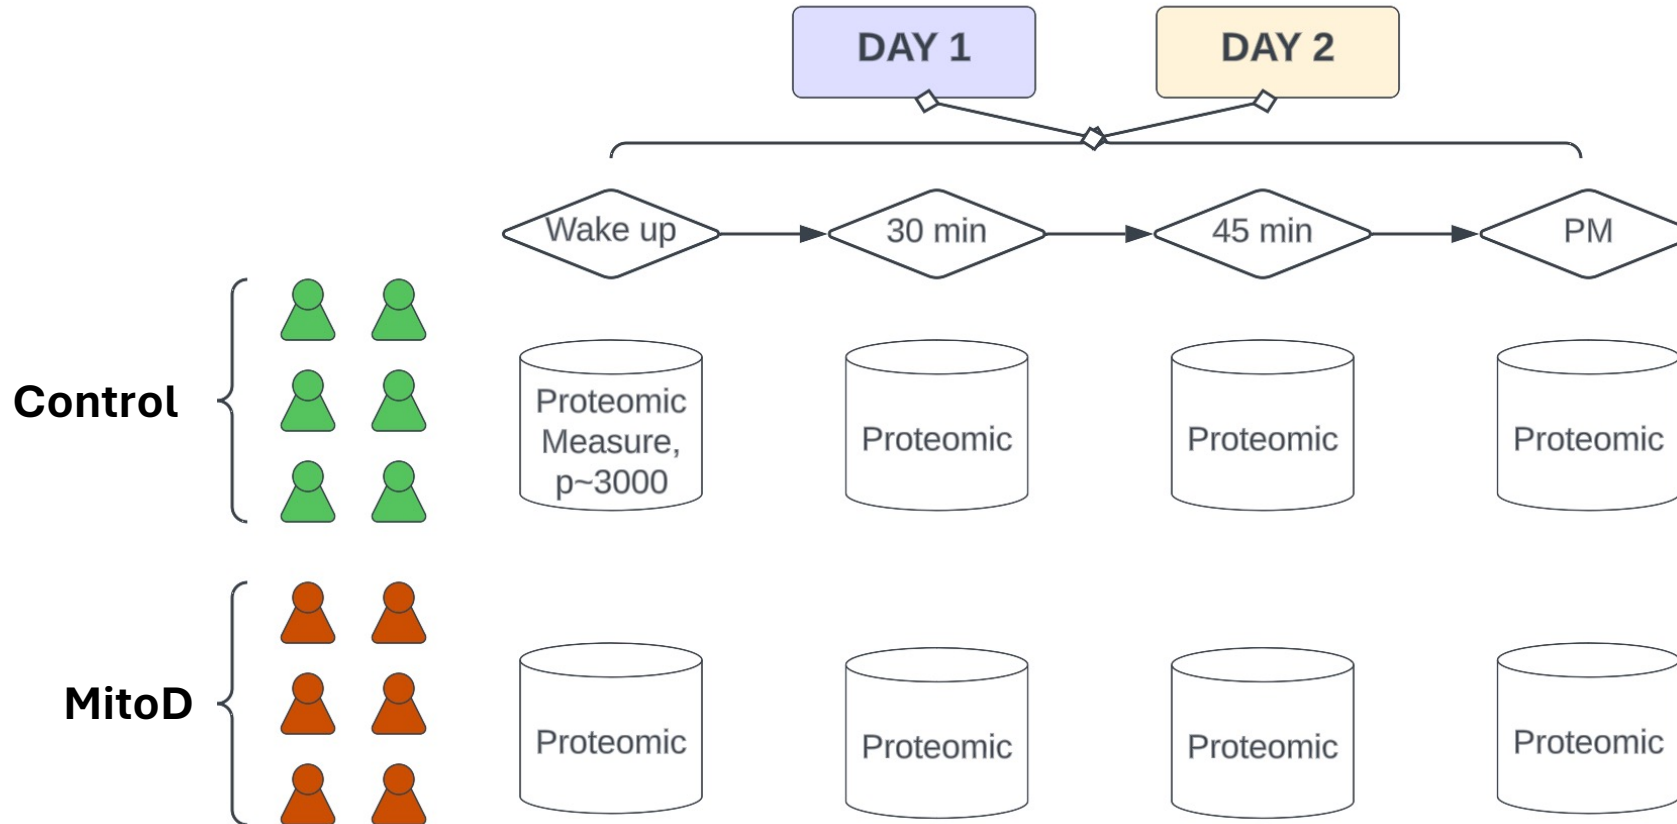 DAY 1
DAY 2
Wake up
30 min
45 min
PM
Control
Proteomic
Measure,
p~3000
Proteomic
Proteomic
Proteomic
MitoD
Proteomic
Proteomic
Proteomic
Proteomic